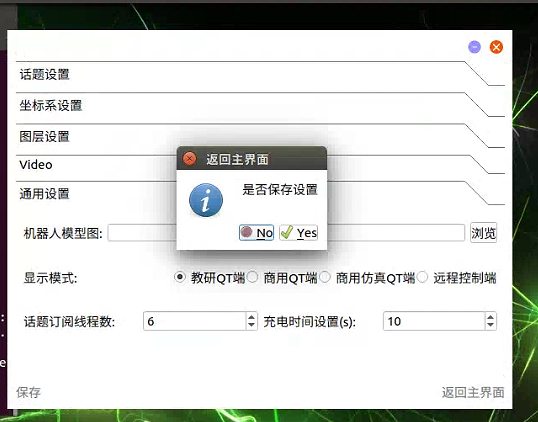 话题设置
坐标系设置
图层设置
Video
通用设置
返回主界面
是否保存设置
No Yes
机器人模型图: 浏览
显示模式: 教研QT端 商用QT端 商用仿真QT端 远程控制端
话题订阅线程数: 6 充电时间设置(s): 10
保存 返回主界面